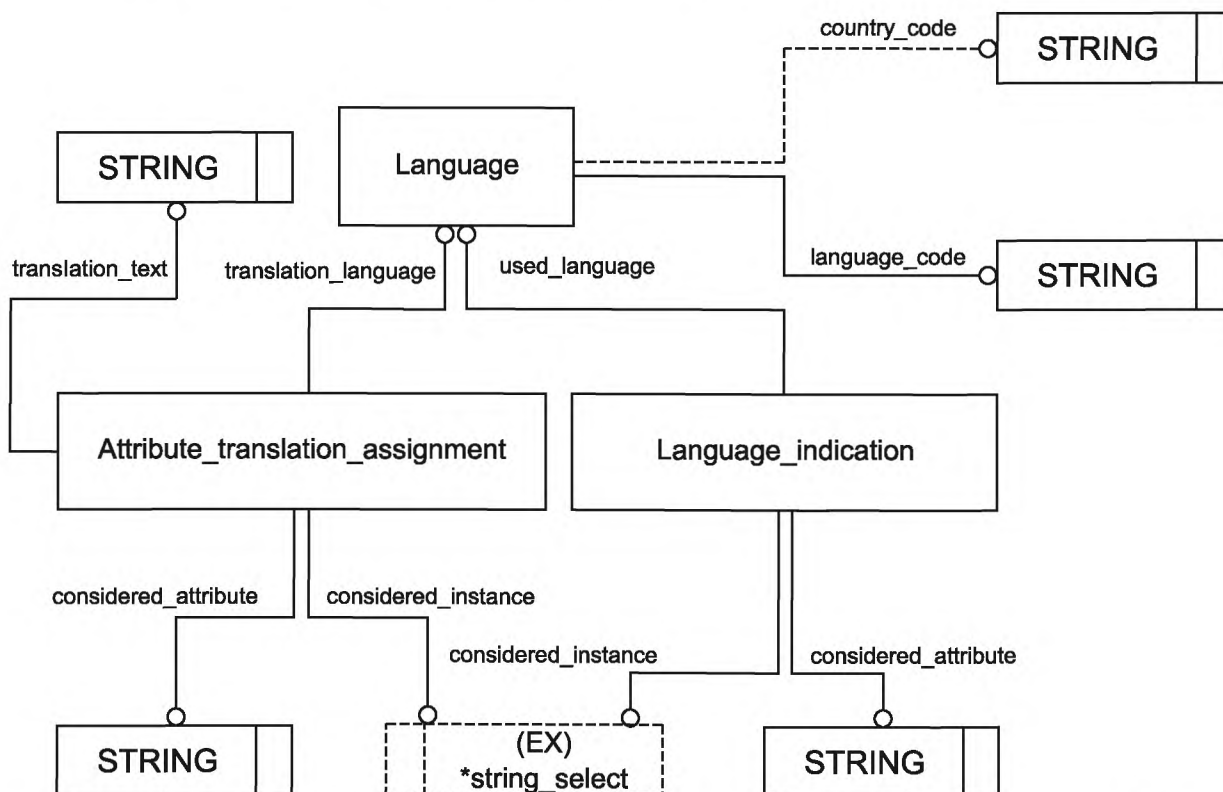 country_code
STRING
STRING
Language
translation_text
translation_language
used_language
language_code
STRING
Attribute_translation_assignment
Language_indication
considered_attribute
considered_instance
considered_instance
considered_attribute
STRING
(EX)
*string_select
STRING